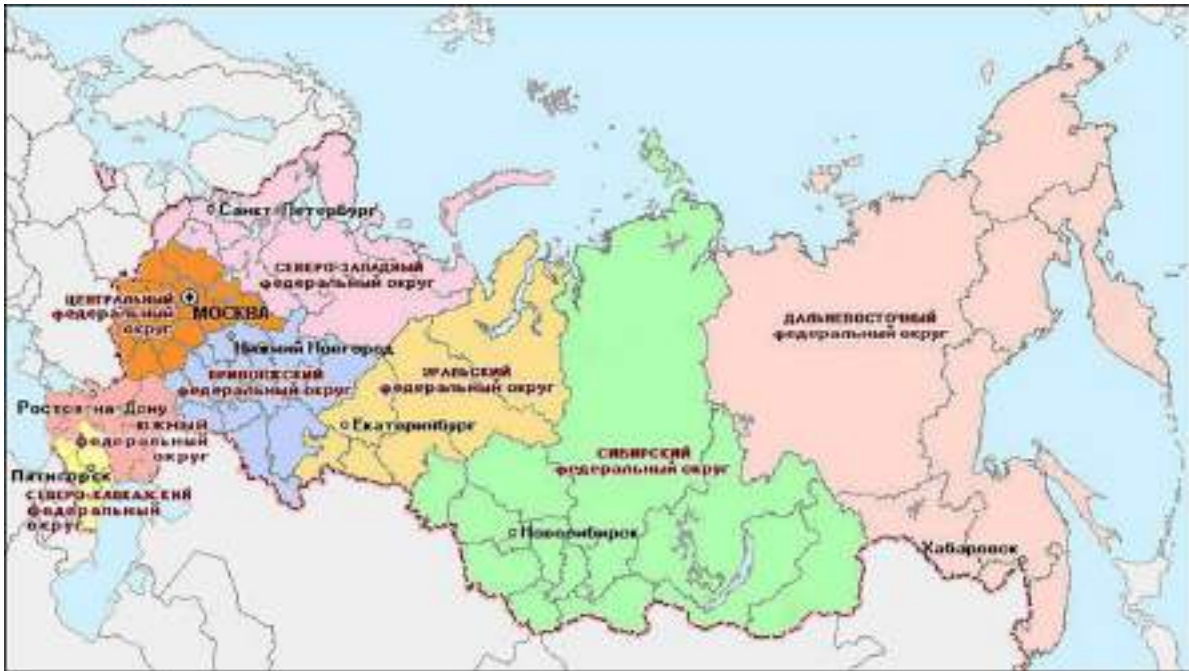 Санкт-Петербург
СЕВЕРО-ЗАПАДНЫЙ
федеральный округ
ЦЕНТРАЛЬНЫЙ
федеральный
округ
МОСКВА
Нижний Новгород
ПРИВОЛЖСКИЙ
федеральный округ
УРАЛЬСКИЙ
федеральный округ
ДАЛЬНЕВОСТОЧНЫЙ
федеральный округ
Ростов-на-Дону
ЮЖНЫЙ
федеральный
округ
Екатеринбург
Пятигорск
СЕВЕРО-КАВКАЗСКИЙ
федеральный
округ
СИБИРСКИЙ
федеральный округ
Новосибирск
Хабаровск